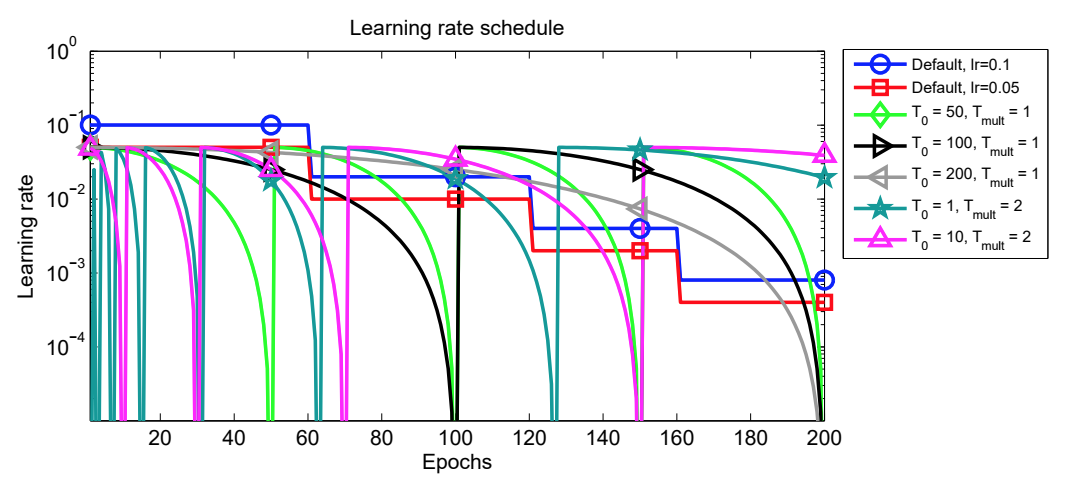 Learning rate schedule
10^0
10^-1
10^-2
10^-3
10^-4
Learning rate
20 40 60 80 100 120 140 160 180 200
Epochs
Default, lr=0.1
Default, lr=0.05
T_0 = 50, T_mult = 1
T_0 = 100, T_mult = 1
T_0 = 200, T_mult = 1
T_0 = 1, T_mult = 2
T_0 = 10, T_mult = 2